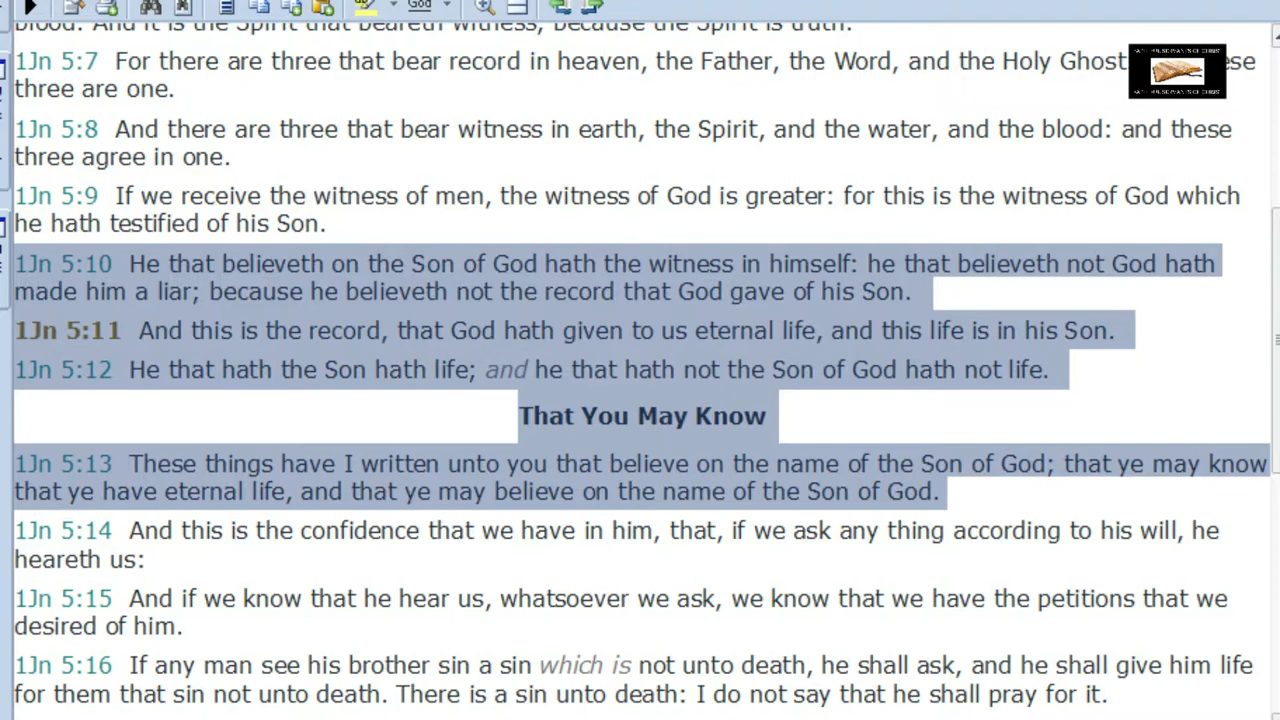 God
blood: And it is the Spirit that beareth witness, because the Spirit is truth.
1Jn 5:7 For there are three that bear record in heaven, the Father, the Word, and the Holy Ghost ese
three are one.
1Jn 5:8 And there are three that bear witness in earth, the Spirit, and the water, and the blood: and these
three agree in one.
1Jn 5:9 If we receive the witness of men, the witness of God is greater: for this is the witness of God which
he hath testified of his Son.
1Jn 5:10 He that believeth on the Son of God hath the witness in himself: he that believeth not God hath
made him a liar; because he believeth not the record that God gave of his Son.
1Jn 5:11 And this is the record, that God hath given to us eternal life, and this life is in his Son.
1Jn 5:12 He that hath the Son hath life; and he that hath not the Son of God hath not life.
That You May Know
1Jn 5:13 These things have I written unto you that believe on the name of the Son of God; that ye may know
that ye have eternal life, and that ye may believe on the name of the Son of God.
1Jn 5:14 And this is the confidence that we have in him, that, if we ask any thing according to his will, he
heareth us:
1Jn 5:15 And if we know that he hear us, whatsoever we ask, we know that we have the petitions that we
desired of him.
1Jn 5:16 If any man see his brother sin a sin which is not unto death, he shall ask, and he shall give him life
for them that sin not unto death. There is a sin unto death: I do not say that he shall pray for it.